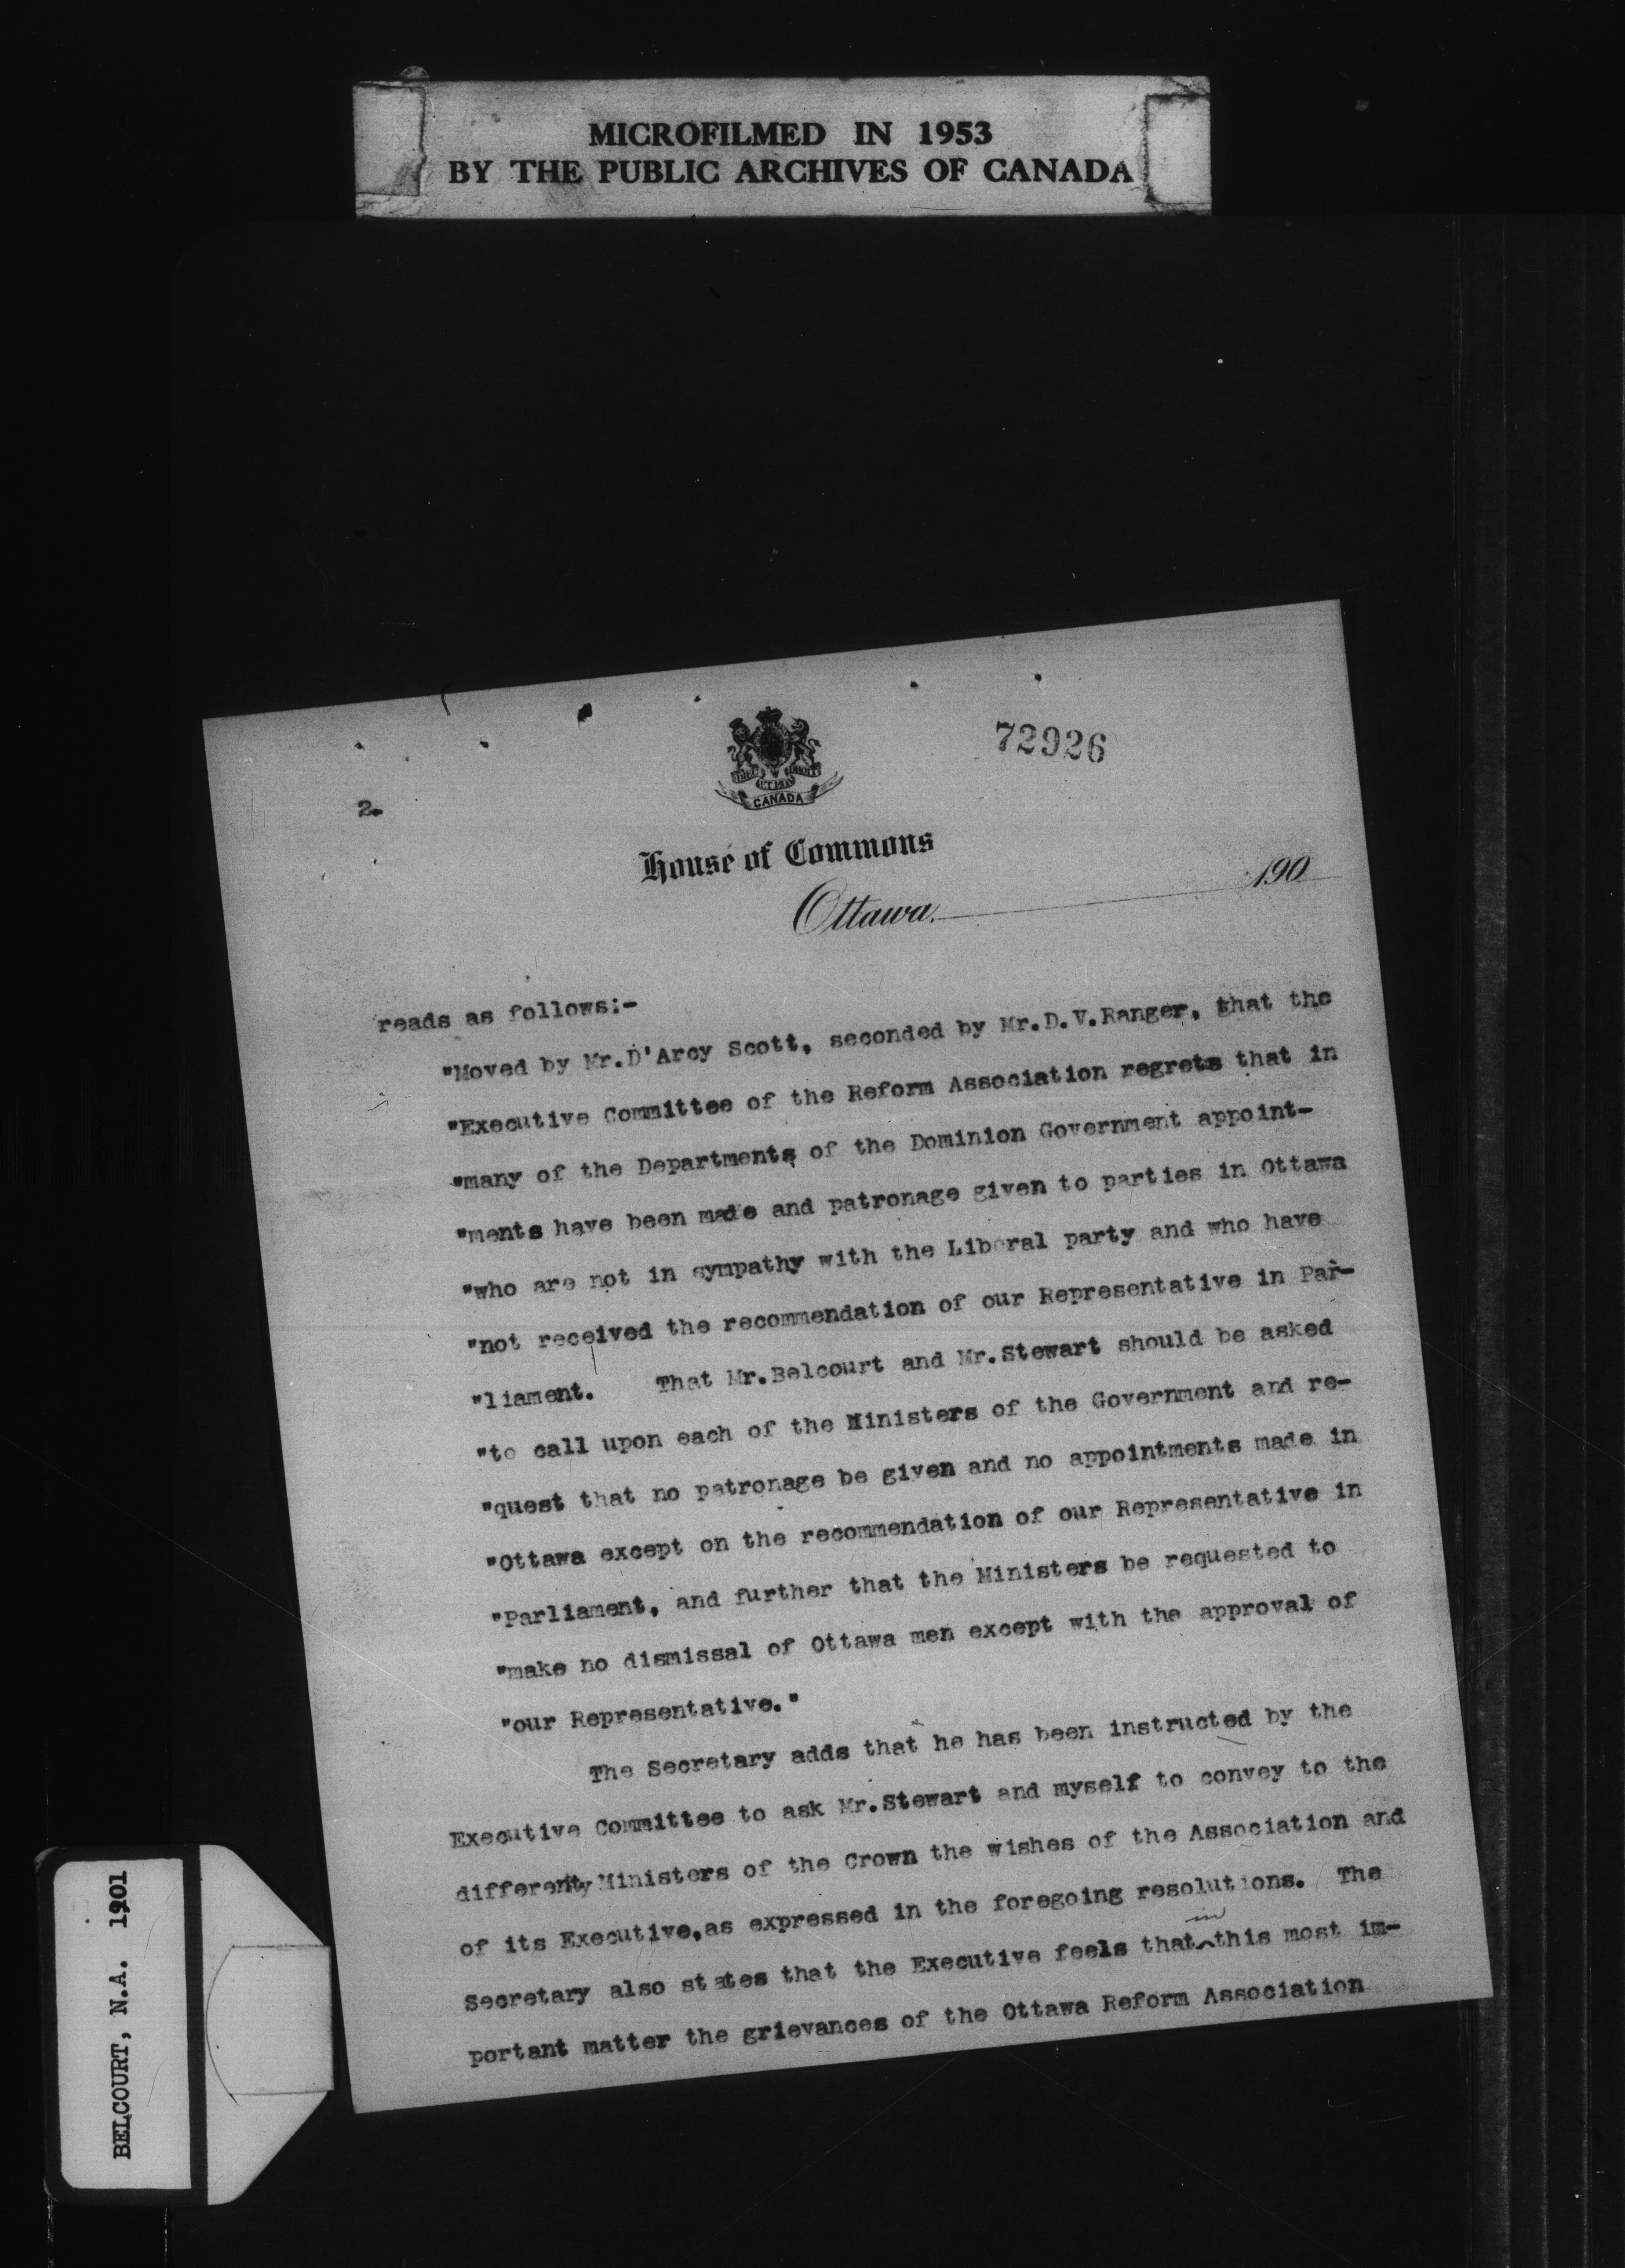 MICROFILMED IN 1953
BY THE PUBLIC ARCHIVES OF CANADA
72926
2.
CANADA
House of Commons
Ottawa, 190
reads as follows:-
"Moved by Mr.D'Arcy Scott, seconded by Mr.D.V.Ranger, that the
"Executive Committee of the Reform Association regrets that in
"many of the Departments of the Dominion Government appoint-
"ments have been made and patronage given to parties in Ottawa
"who are not in sympathy with the Liberal party and who have
"not received the recommendation of our Representative in Par-
"liament. That Mr.Belcourt and Mr.Stewart should be asked
"to call upon each of the Ministers of the Government and re-
"quest that no patronage be given and no appointments made in
"Ottawa except on the recommendation of our Representative in
"Parliament, and further that the Ministers be requested to
"make no dismissal of Ottawa men except with the approval of
"our Representative."
The Secretary adds that he has been instructed by the
Executive Committee to ask Mr.Stewart and myself to convey to the
different Ministers of the Crown the wishes of the Association and
of its Executive,as expressed in the foregoing resolutions. The
Secretary also states that the Executive feels that in this most im-
portant matter the grievances of the Ottawa Reform Association
BELCOURT, N.A. 1901